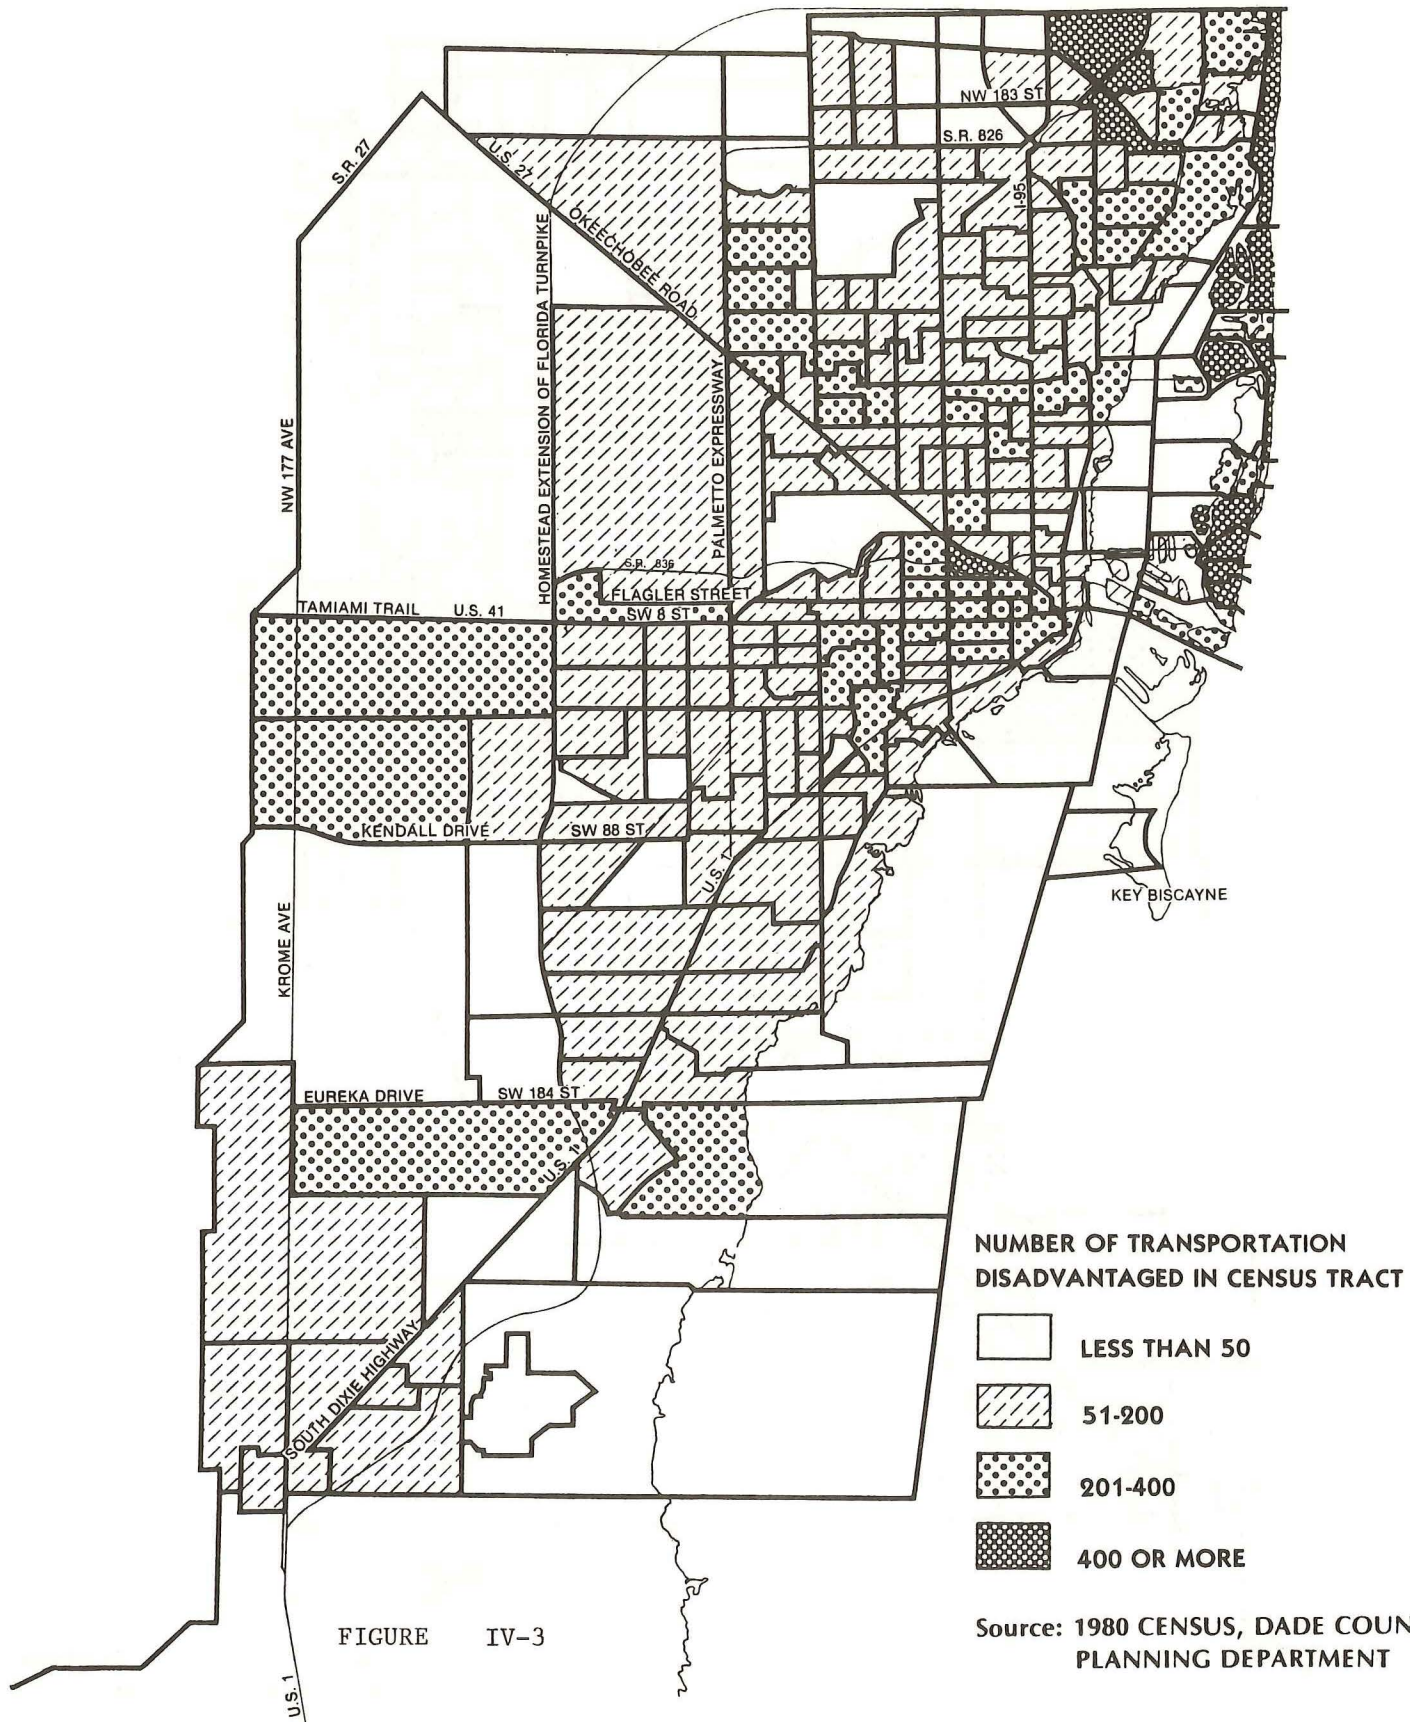 NW 183 ST
S.R. 826
S.R. 27
U.S. 27
I-95
OKEECHOBEE ROAD
HOMESTEAD EXTENSION OF FLORIDA TURNPIKE
PALMETTO EXPRESSWAY
NW 177 AVE
S.R. 836
FLAGLER STREET
TAMIAMI TRAIL U.S. 41
SW 8 ST
KENDALL DRIVE
SW 88 ST
U.S. 1
KEY BISCAYNE
KROME AVE
EUREKA DRIVE
SW 184 ST
U.S. 1
SOUTH DIXIE HIGHWAY
NUMBER OF TRANSPORTATION
DISADVANTAGED IN CENSUS TRACT
LESS THAN 50
51-200
201-400
400 OR MORE
Source: 1980 CENSUS, DADE COUN
PLANNING DEPARTMENT
FIGURE IV-3
U.S. 1